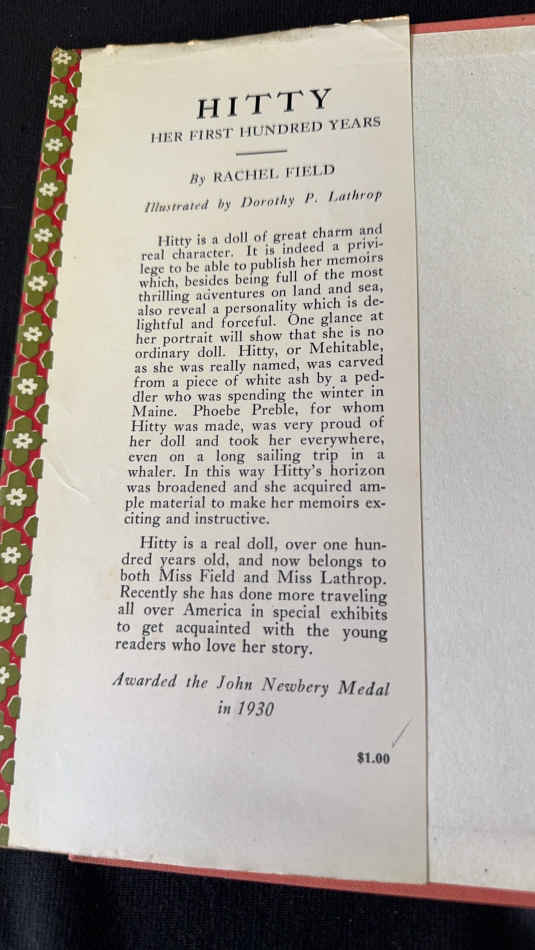 HITTY
HER FIRST HUNDRED YEARS
By RACHEL FIELD
Illustrated by Dorothy P. Lathrop
Hitty is a doll of great charm and
real character. It is indeed a privi-
lege to be able to publish her memoirs
which, besides being full of the most
thrilling adventures on land and sea,
also reveal a personality which is de-
lightful and forceful. One glance at
her portrait will show that she is no
ordinary doll. Hitty, or Mehitable,
as she was really named, was carved
from a piece of white ash by a ped-
dler who was spending the winter in
Maine. Phoebe Preble, for whom
Hitty was made, was very proud of
her doll and took her everywhere,
even on a long sailing trip in a
whaler. In this way Hitty's horizon
was broadened and she acquired am-
ple material to make her memoirs ex-
citing and instructive.
Hitty is a real doll, over one hun-
dred years old, and now belongs to
both Miss Field and Miss Lathrop.
Recently she has done more traveling
all over America in special exhibits
to get acquainted with the young
readers who love her story.
Awarded the John Newbery Medal
in 1930
$1.00